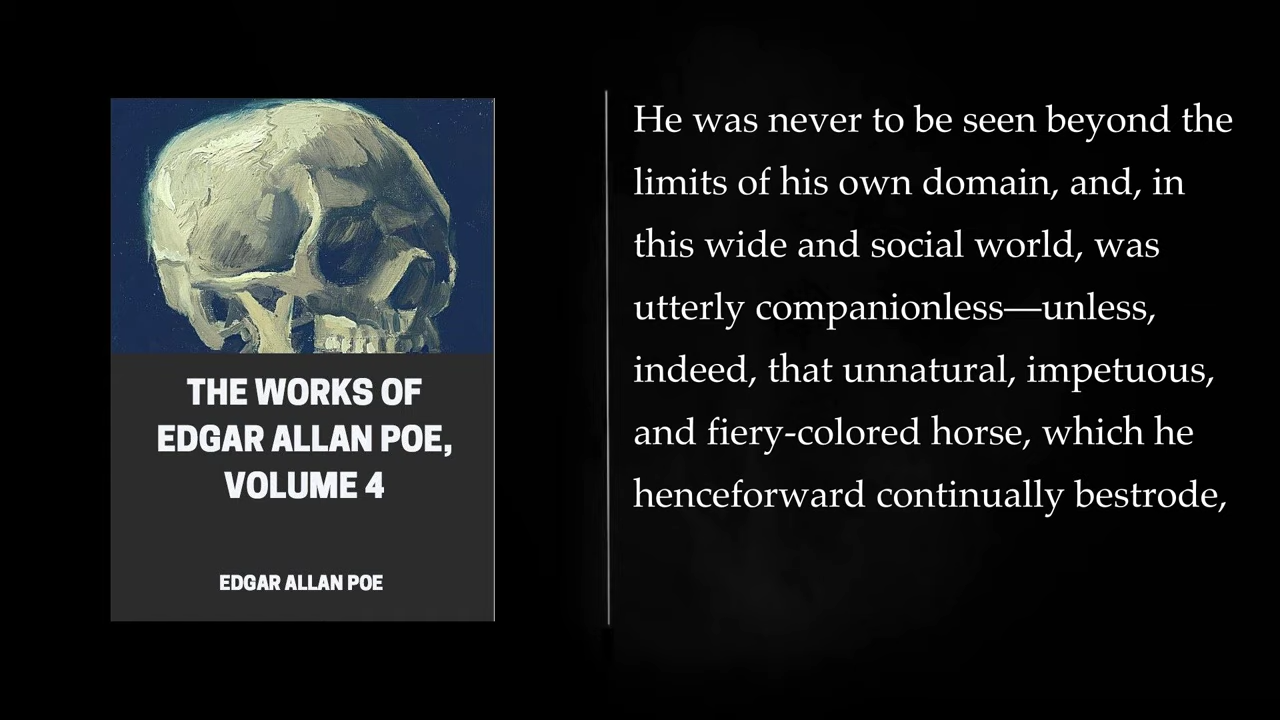 THE WORKS OF
EDGAR ALLAN POE,
VOLUME 4
EDGAR ALLAN POE
He was never to be seen beyond the
limits of his own domain, and, in
this wide and social world, was
utterly companionless—unless,
indeed, that unnatural, impetuous,
and fiery-colored horse, which he
henceforward continually bestrode,